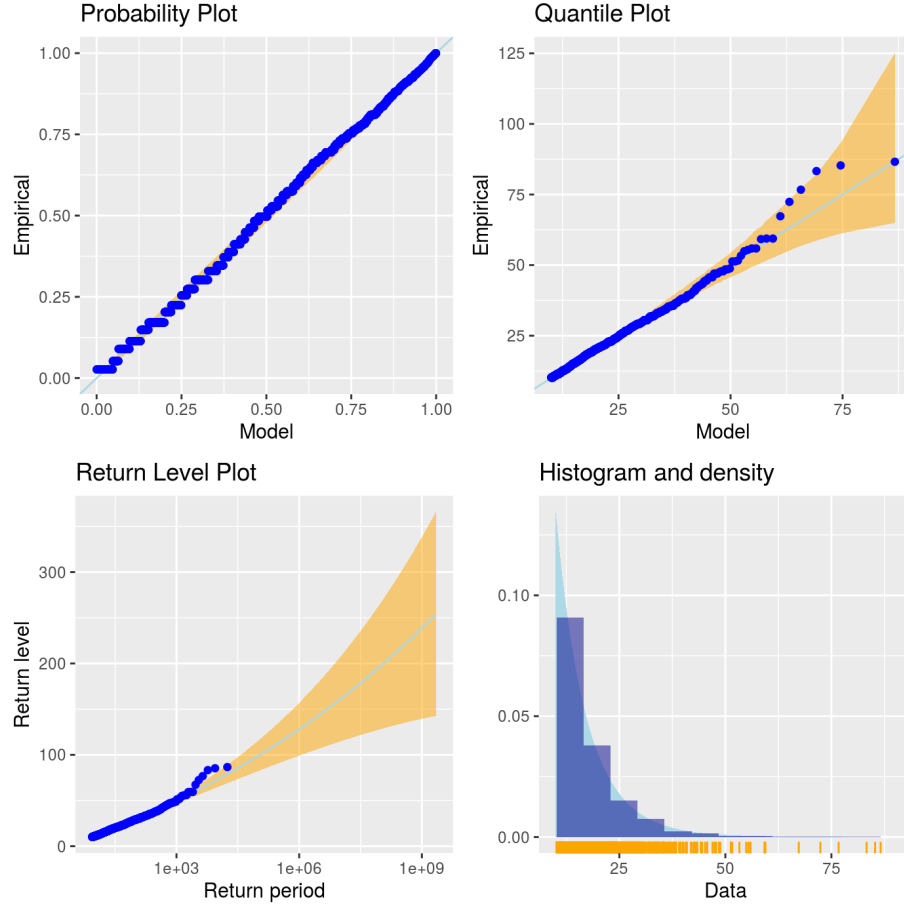 Probability Plot
1.00
0.75
0.50
0.25
0.00
Empirical
0.00 0.25 0.50 0.75 1.00
Model
Quantile Plot
125
100
75
50
25
Empirical
25 50 75
Model
Return Level Plot
300
200
100
0
Return level
1e+03 1e+06 1e+09
Return period
Histogram and density
0.10
0.05
0.00
25 50 75
Data